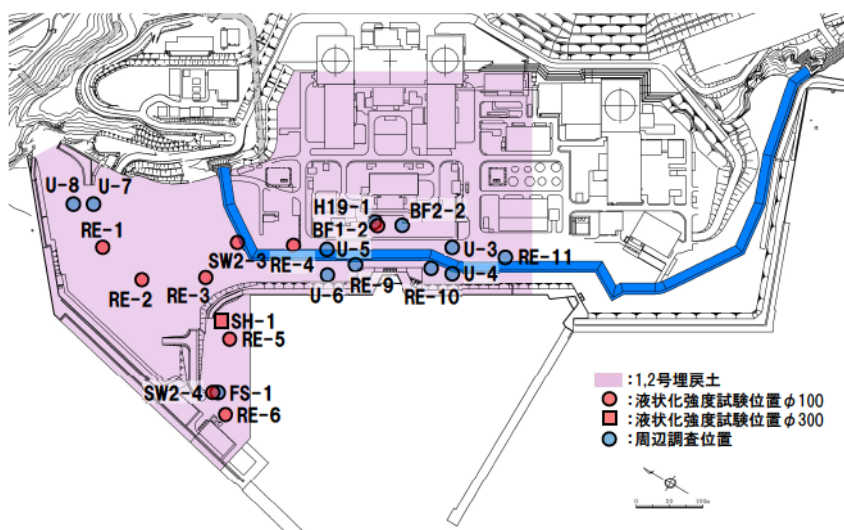 U-8
U-7
H19-1
BF2-2
RE-1
BF1-2
U-3
U-5
SW2-3
RE-4
RE-11
RE-2
RE-3
RE-9
U-4
U-6
RE-10
SH-1
RE-5
SW2-4
FS-1
RE-6
:1,2号埋戻土
:液状化強度試験位置φ100
:液状化強度試験位置φ300
:周辺調査位置
0 50 100m